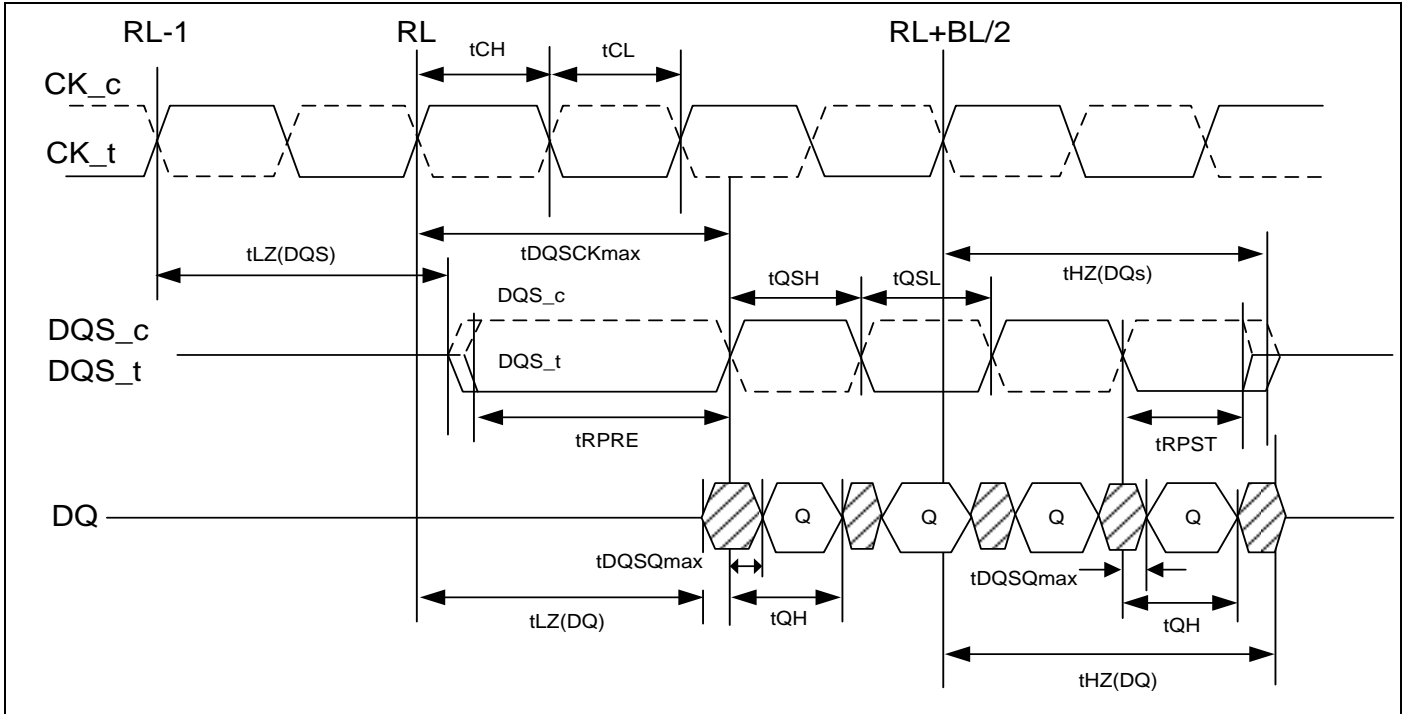 RL-1 RL RL+BL/2
tCH tCL
CK_c
CK_t
tLZ(DQS) tDQSCKmax tHZ(DQs)
tQSH tQSL
DQS_c
DQS_c
DQS_t
DQS_t
tRPRE tRPST
DQ Q Q Q Q
tDQSQmax tDQSQmax
tLZ(DQ) tQH tQH
tHZ(DQ)